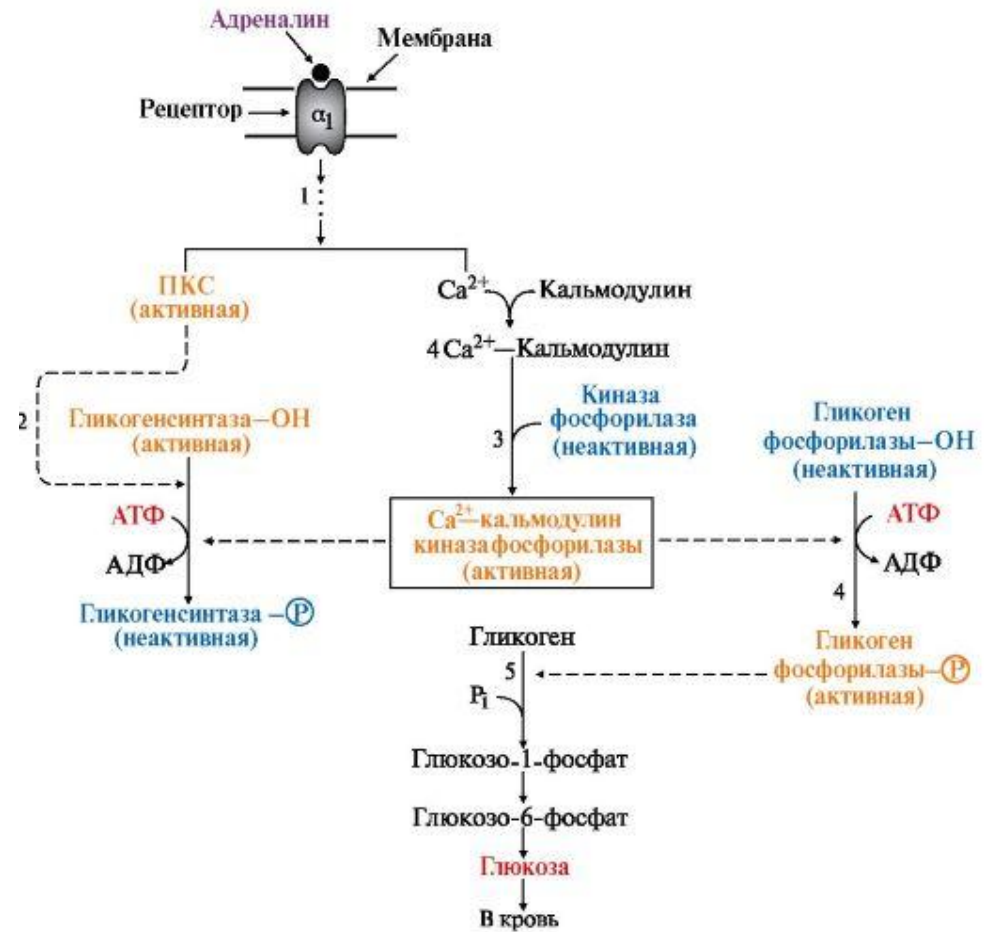 Адреналин
Мембрана
Рецептор
α1
1
ПКС
(активная)
Ca2+
Кальмодулин
4 Ca2+—Кальмодулин
2
Гликогенсинтаза—ОН
(активная)
3
Киназа
фосфорилаза
(неактивная)
Гликоген
фосфорилазы—ОН
(неактивная)
АТФ
АДФ
Ca2+—кальмодулин
киназа фосфорилазы
(активная)
АТФ
АДФ
4
Гликогенсинтаза —P
(неактивная)
Гликоген
фосфорилазы—P
(активная)
Гликоген
5
Pi
Глюкозо-1-фосфат
Глюкозо-6-фосфат
Глюкоза
В кровь